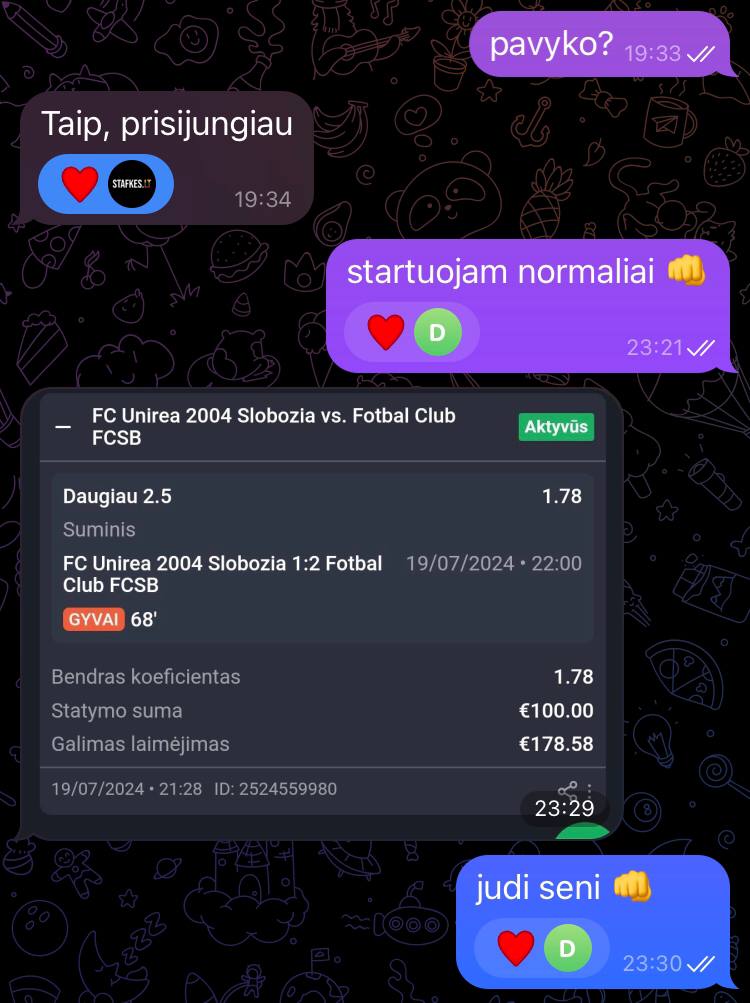 pavyko? 19:33
Taip, prisijungiau
STAFKES.LT
19:34
startuojam normaliai 👊
D
23:21
FC Unirea 2004 Slobozia vs. Fotbal Club
FCSB
Aktyvūs
Daugiau 2.5 1.78
Suminis
FC Unirea 2004 Slobozia 1:2 Fotbal
Club FCSB
19/07/2024 • 22:00
GYVAI 68'
Bendras koeficientas 1.78
Statymo suma €100.00
Galimas laimėjimas €178.58
19/07/2024 • 21:28 ID: 2524559980
23:29
judi seni 👊
D
23:30